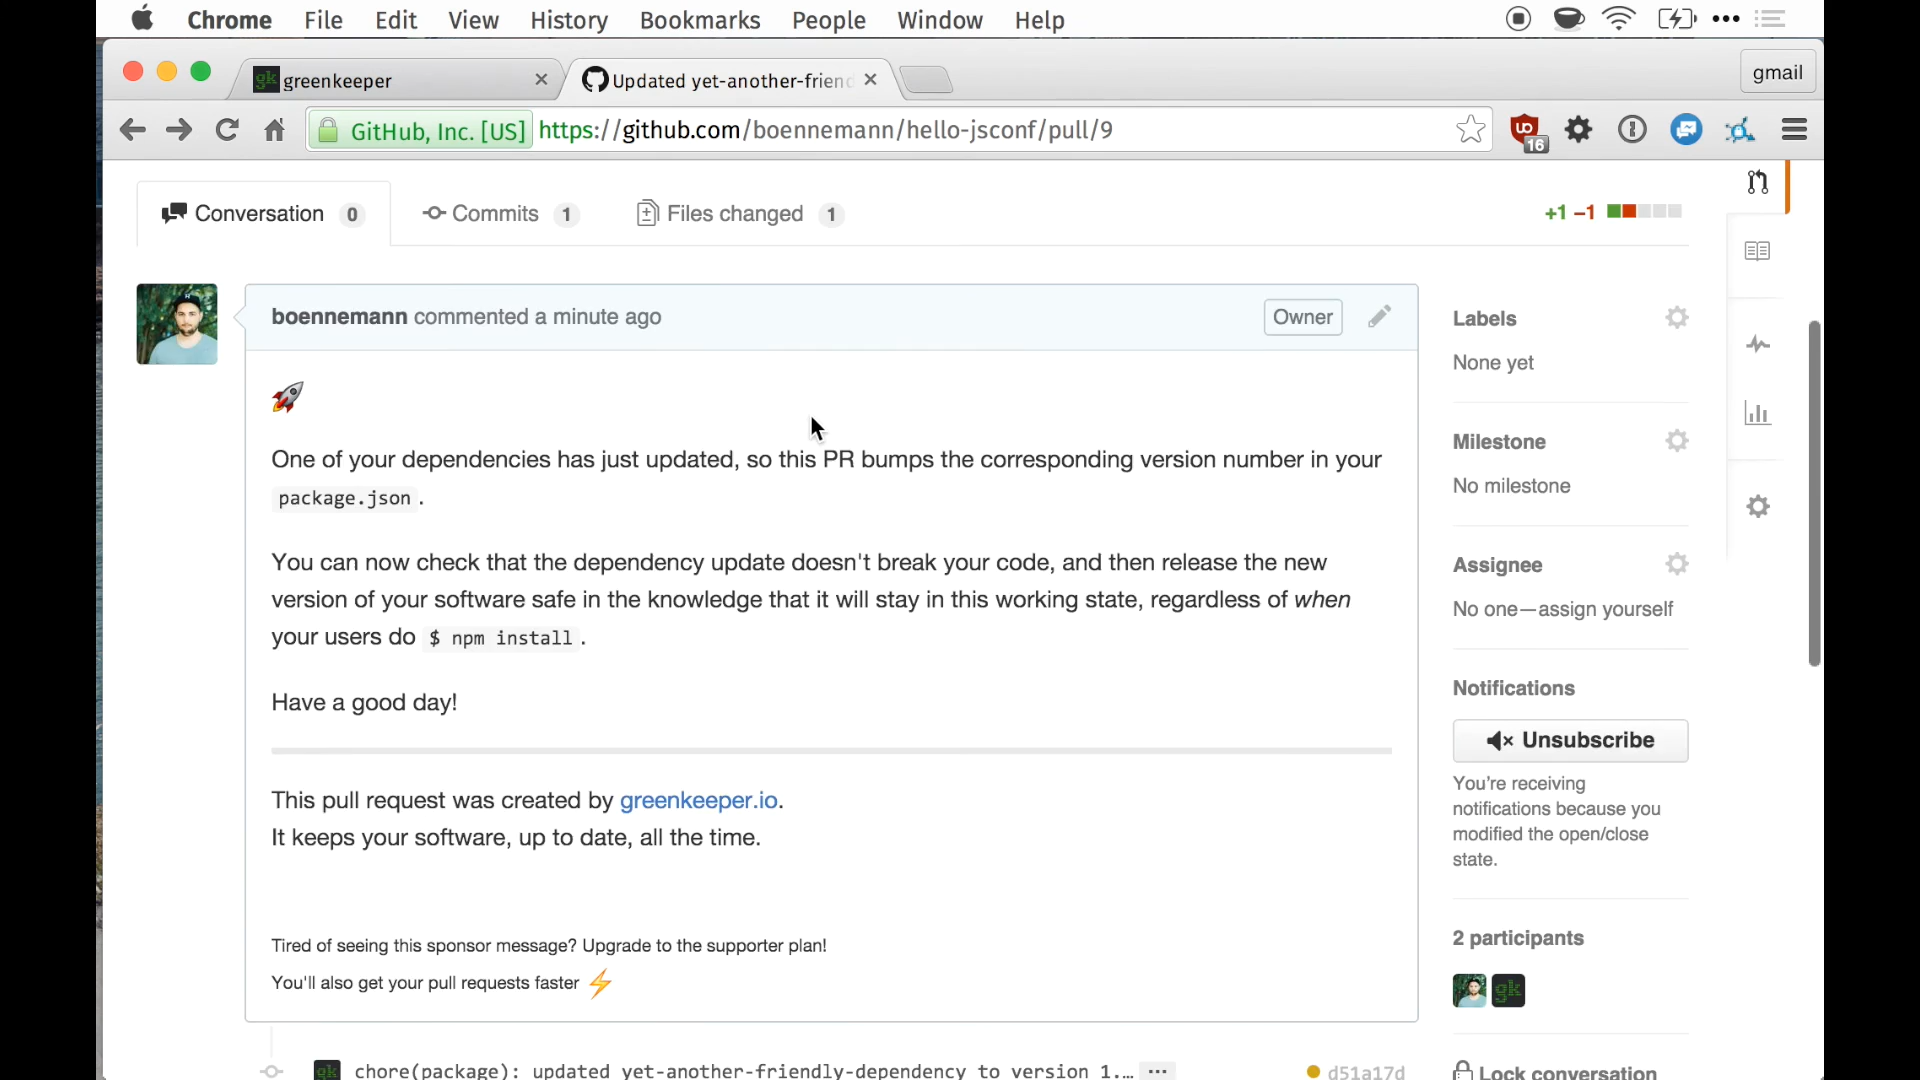 Chrome File Edit View History Bookmarks People Window Help
gk greenkeeper
Updated yet-another-frien
gmail
GitHub, Inc. [US] https://github.com/boennemann/hello-jsconf/pull/9
16
Conversation 0 Commits 1 Files changed 1 +1 −1
boennemann commented a minute ago Owner
One of your dependencies has just updated, so this PR bumps the corresponding version number in your
package.json .
You can now check that the dependency update doesn't break your code, and then release the new
version of your software safe in the knowledge that it will stay in this working state, regardless of when
your users do $ npm install .
Have a good day!
This pull request was created by greenkeeper.io.
It keeps your software, up to date, all the time.
Tired of seeing this sponsor message? Upgrade to the supporter plan!
You'll also get your pull requests faster
gk chore(package): updated yet-another-friendly-dependency to version 1.… ... d51a17d
Labels
None yet
Milestone
No milestone
Assignee
No one—assign yourself
Notifications
Unsubscribe
You're receiving
notifications because you
modified the open/close
state.
2 participants
gk
Lock conversation